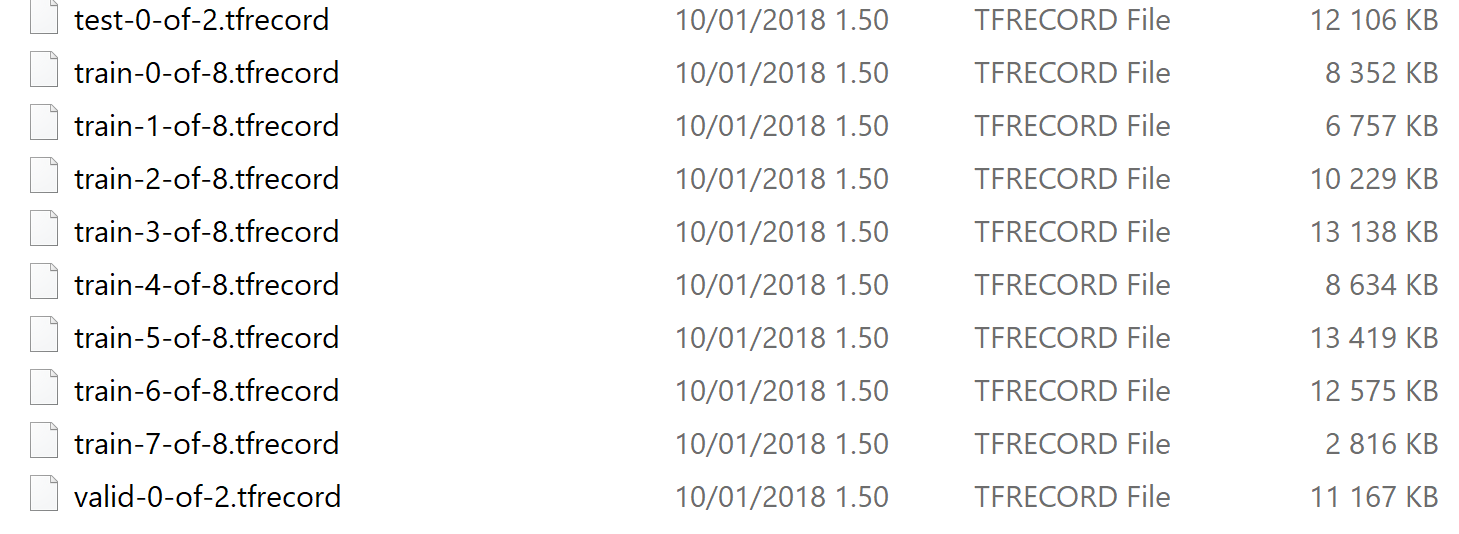 test-0-of-2.tfrecord 10/01/2018 1.50 TFRECORD File 12 106 KB
train-0-of-8.tfrecord 10/01/2018 1.50 TFRECORD File 8 352 KB
train-1-of-8.tfrecord 10/01/2018 1.50 TFRECORD File 6 757 KB
train-2-of-8.tfrecord 10/01/2018 1.50 TFRECORD File 10 229 KB
train-3-of-8.tfrecord 10/01/2018 1.50 TFRECORD File 13 138 KB
train-4-of-8.tfrecord 10/01/2018 1.50 TFRECORD File 8 634 KB
train-5-of-8.tfrecord 10/01/2018 1.50 TFRECORD File 13 419 KB
train-6-of-8.tfrecord 10/01/2018 1.50 TFRECORD File 12 575 KB
train-7-of-8.tfrecord 10/01/2018 1.50 TFRECORD File 2 816 KB
valid-0-of-2.tfrecord 10/01/2018 1.50 TFRECORD File 11 167 KB